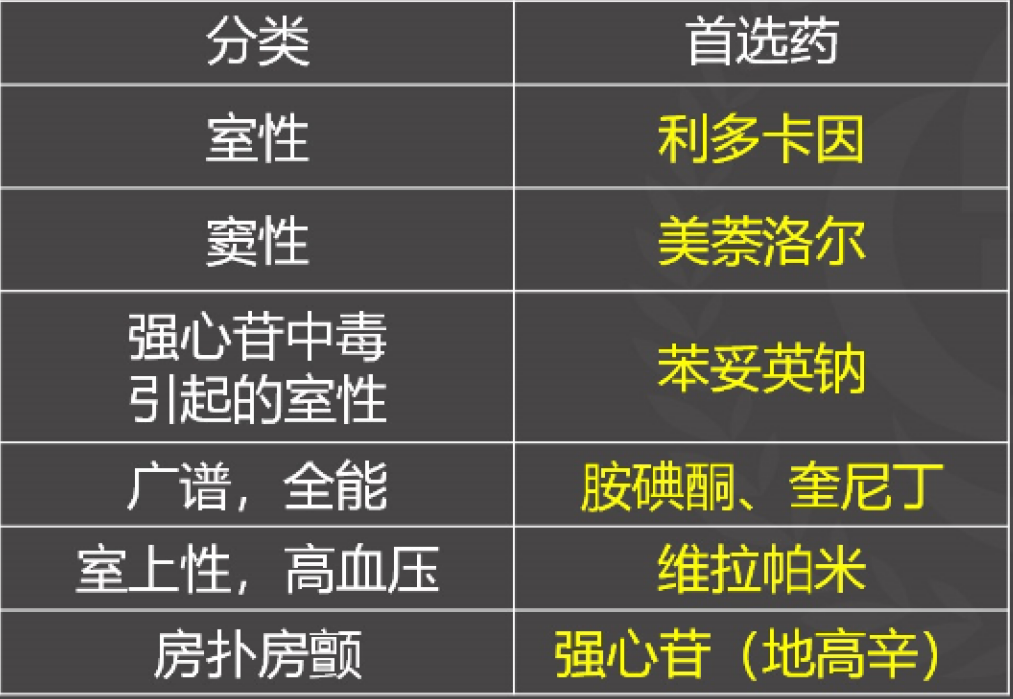 分类 首选药
室性 利多卡因
窦性 美萘洛尔
强心苷中毒
引起的室性 苯妥英钠
广谱，全能 胺碘酮、奎尼丁
室上性，高血压 维拉帕米
房扑房颤 强心苷（地高辛）